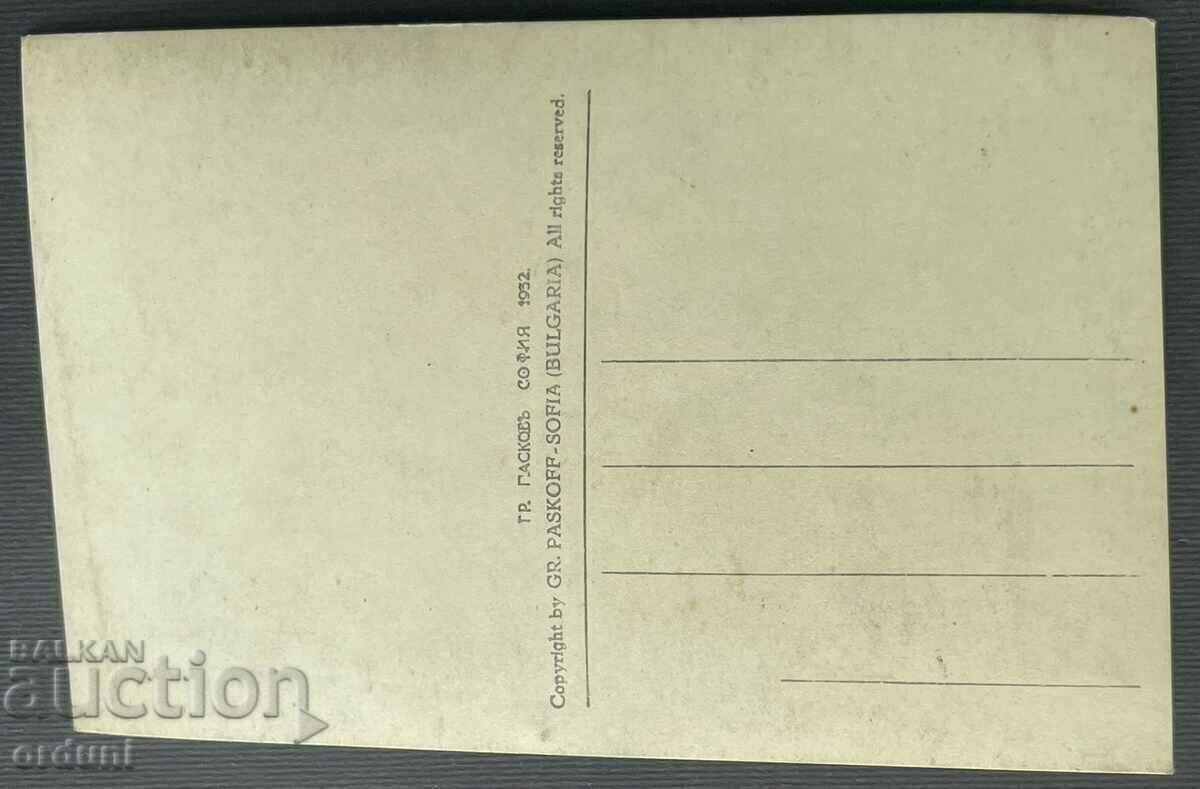 ГР. ПАСКОВЪ СОФИЯ 1932.
Copyright by GR. PASKOFF-SOFIA (BULGARIA) All rights reserved.
BALKAN
auction
orduni